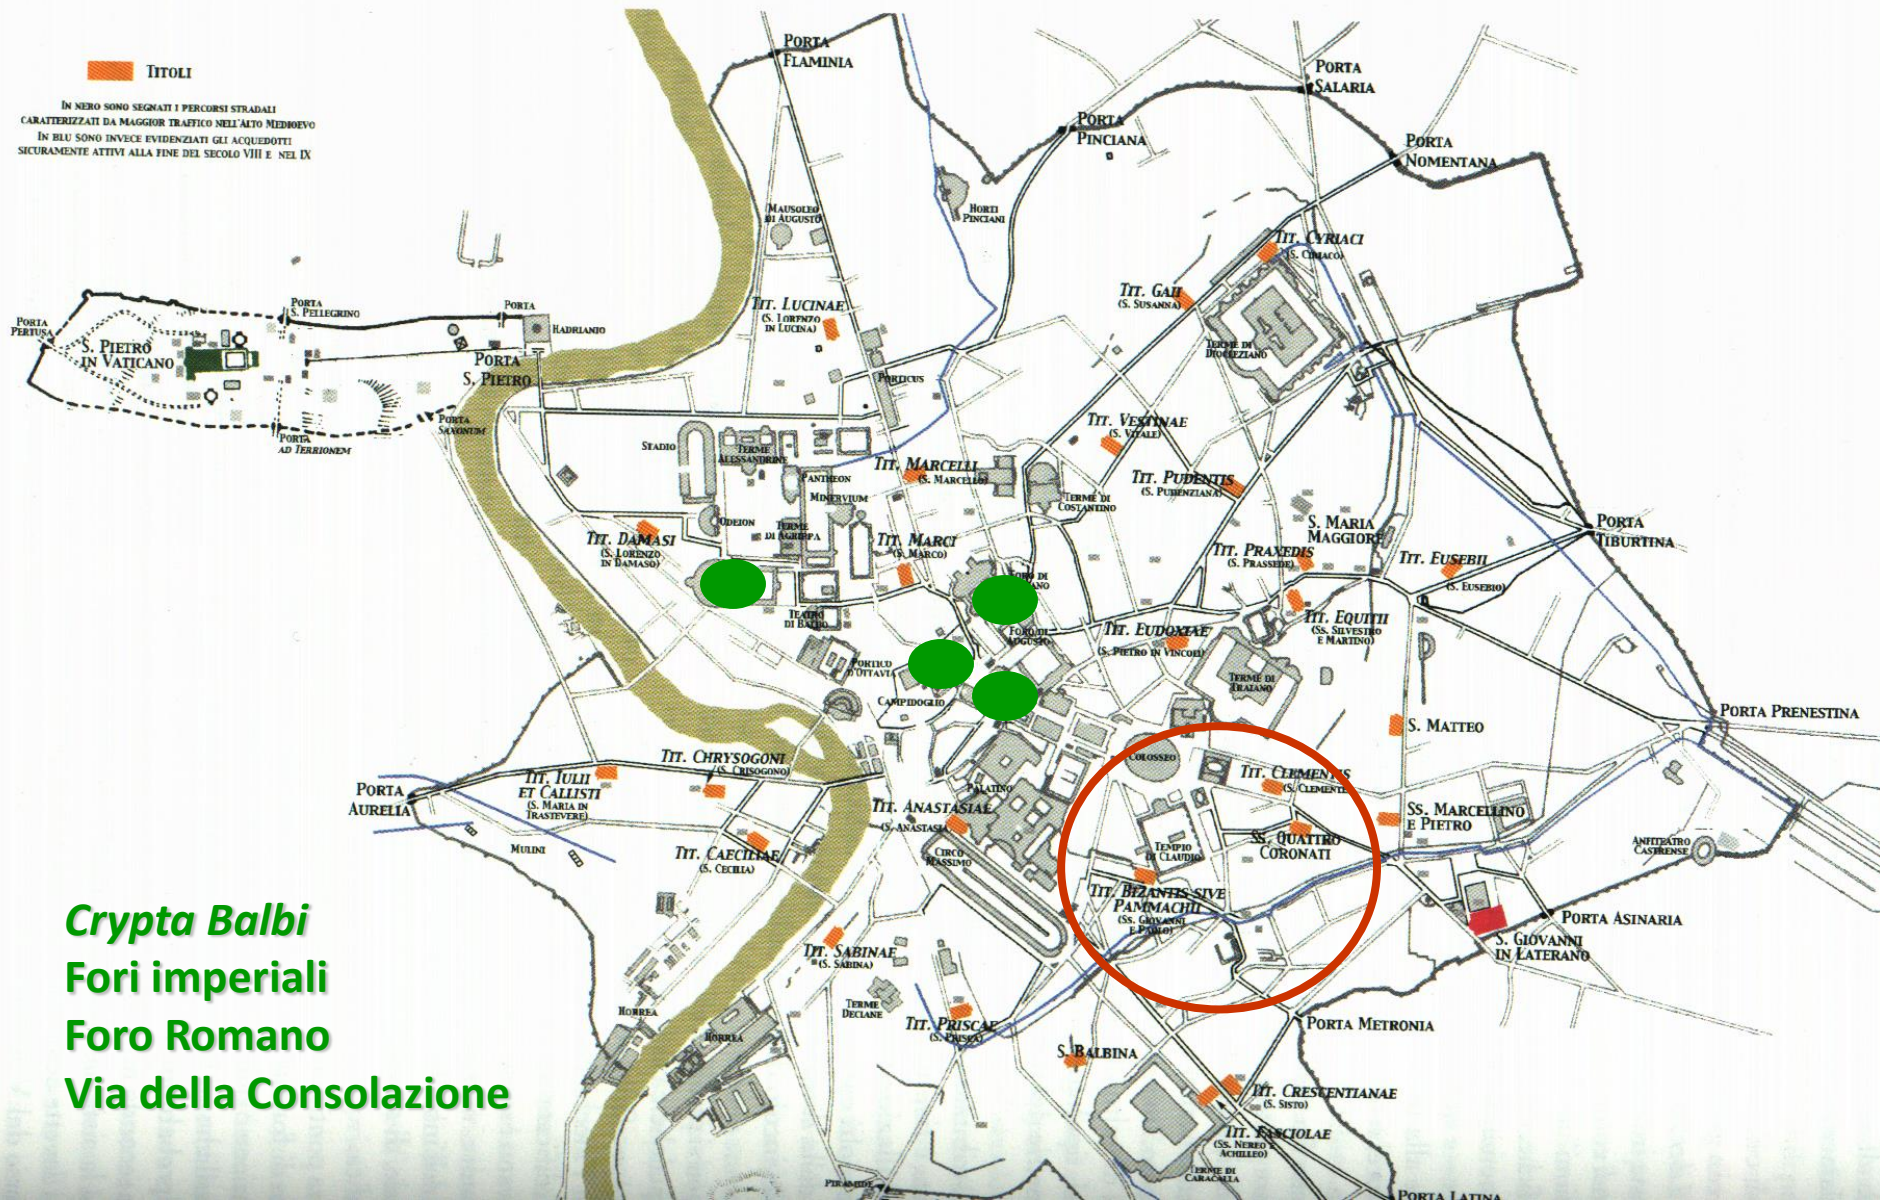 TITOLI
IN NERO SONO SEGNATI I PERCORSI STRADALI
CARATTERIZZATI DA MAGGIOR TRAFFICO NELL'ALTO MEDIOEVO
IN BLU SONO INVECE EVIDENZIATI GLI ACQUEDOTTI
SICURAMENTE ATTIVI ALLA FINE DEL SECOLO VIII E NEL IX
PORTA
FLAMINIA
PORTA
SALARIA
PORTA
PINCIANA
PORTA
NOMENTANA
MAUSOLEO
DI AUGUSTO
HORTI
PINCIANI
TIT. CYRIACI
(S. CIRIACO)
TIT. GAII
(S. SUSANNA)
TIT. LUCINAE
(S. LORENZO
IN LUCINA)
PORTA
S. PELLEGRINO
PORTA
HADRIANIO
PORTA
PERTUSA
S. PIETRO
IN VATICANO
PORTA
S. PIETRO
TERME DI
DIOCLEZIANO
PORTICUS
PORTA
SAXONUM
PORTA
AD TERRIONEM
STADIO
TERME
ALESSANDRINE
TIT. VESTINAE
(S. VITALE)
PANTHEON
MINERVIUM
TIT. MARCELLI
(S. MARCELLO)
TIT. PUDENTIS
(S. PUDENZIANA)
TERME DI
COSTANTINO
ODEION
TERME
DI AGRIPPA
TIT. DAMASI
(S. LORENZO
IN DAMASO)
TIT. MARCI
(S. MARCO)
S. MARIA
MAGGIORE
PORTA
TIBURTINA
TIT. PRAXEDIS
(S. PRASSEDE)
TIT. EUSEBII
(S. EUSEBIO)
FORO DI
TEATRO
DI BALBO
FORO DI
AUGUSTO
TIT. EUDOXIAE
(S. PIETRO IN VINCOLI)
TIT. EQUITII
(SS. SILVESTRO
E MARTINO)
PORTICO
D'OTTAVIA
CAMPIDOGLIO
TERME DI
TRAIANO
S. MATTEO
PORTA PRENESTINA
TIT. CHRYSOGONI
(S. CRISOGONO)
TIT. IULII
ET CALLISTI
(S. MARIA IN
TRASTEVERE)
PORTA
AURELIA
MULINI
COLOSSEO
TIT. CLEMENTIS
(S. CLEMENTE)
PALATINO
TIT. ANASTASIAE
(S. ANASTASIA)
CIRCO
MASSIMO
SS. MARCELLINO
E PIETRO
SS. QUATTRO
CORONATI
TEMPIO
DI CLAUDIO
ANFITEATRO
CASTRENSE
TIT. CAECILIAE
(S. CECILIA)
TIT. BIZANTIS SIVE
PAMMACHII
(SS. GIOVANNI
E PAOLO)
PORTA ASINARIA
S. GIOVANNI
IN LATERANO
TIT. SABINAE
(S. SABINA)
TERME
DECIANE
HORREA
HORREA
TIT. PRISCAE
(S. PRISCA)
PORTA METRONIA
S. BALBINA
TIT. CRESCENTIANAE
(S. SISTO)
TIT. FASCIOLAE
(SS. NEREO E
ACHILLEO)
TERME DI
CARACALLA
PIRAMIDE
PORTA LATINA
Crypta Balbi
Fori imperiali
Foro Romano
Via della Consolazione